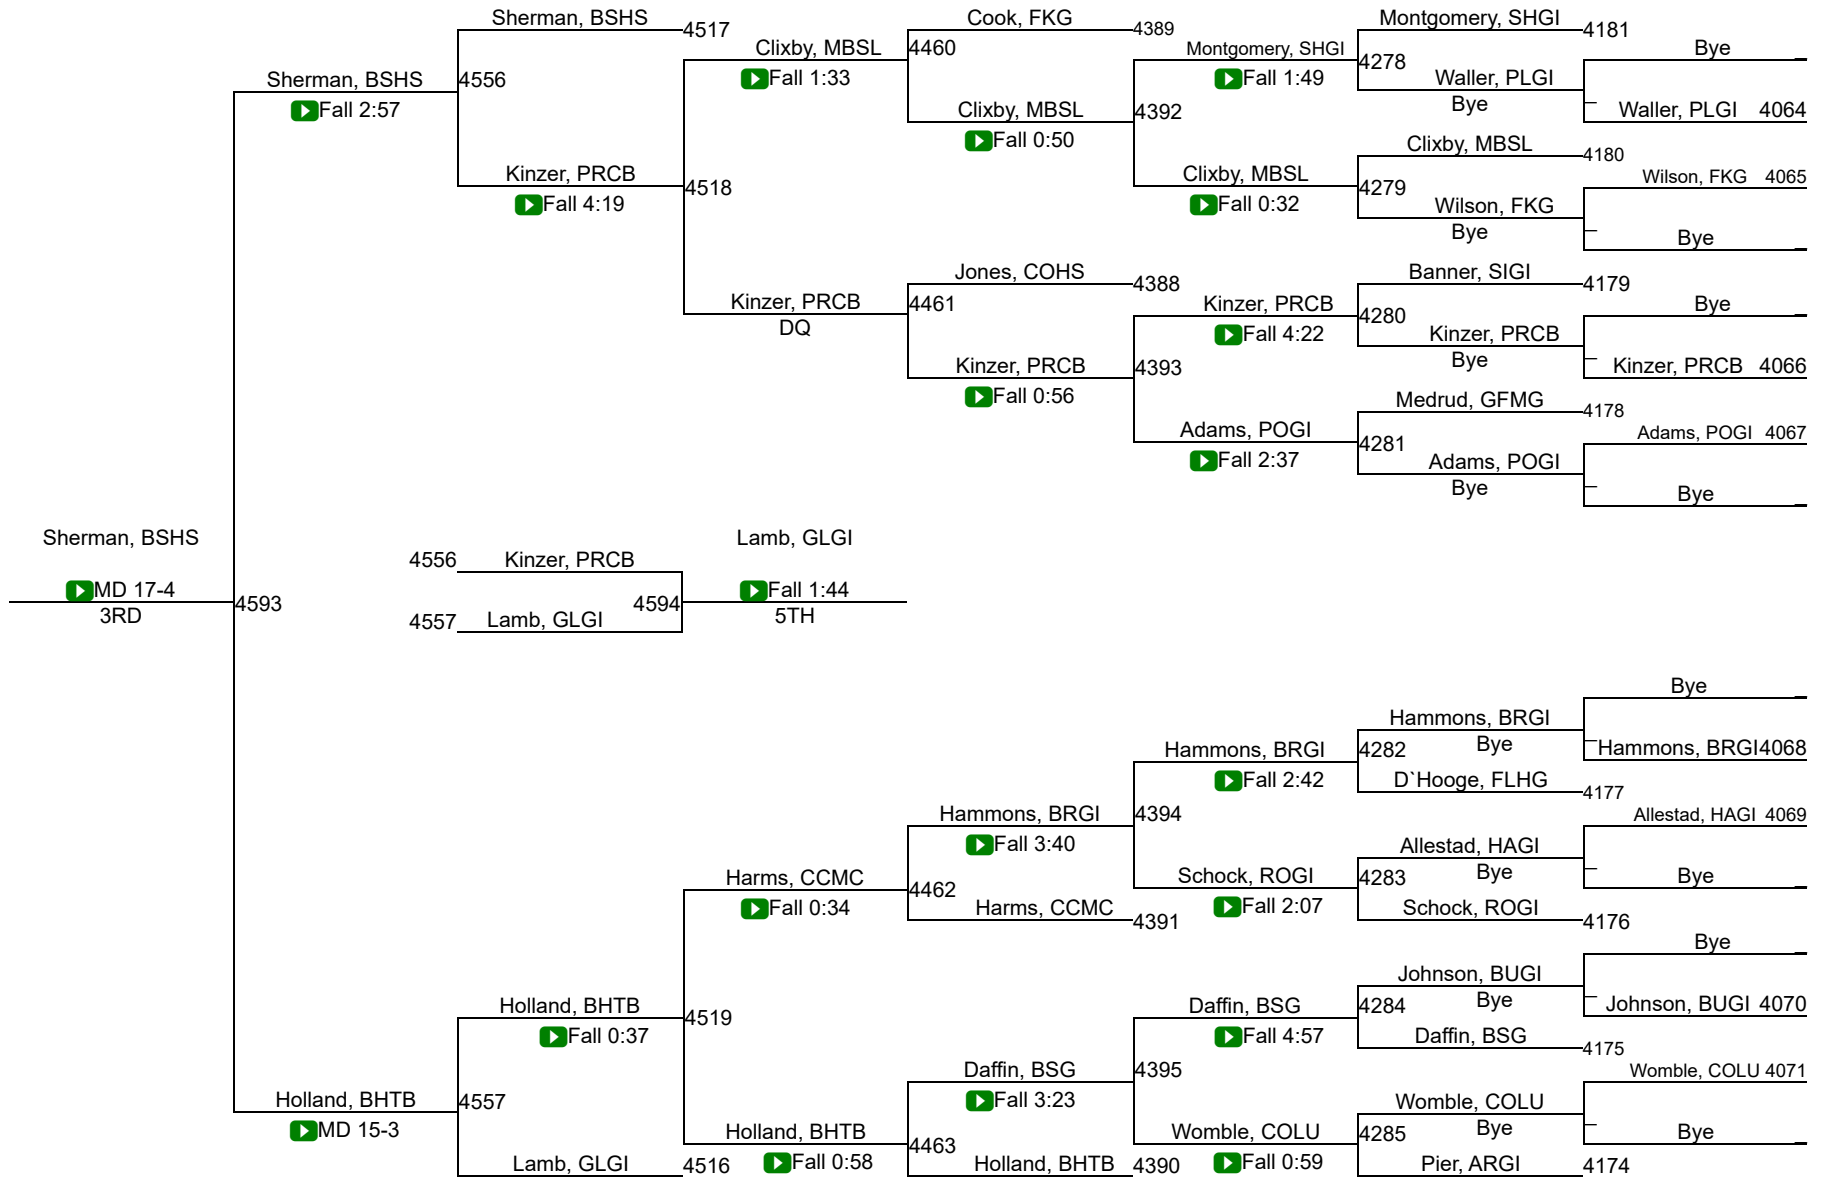 Sherman, BSHS
4517
Cook, FKG
4389
Montgomery, SHGI
4181
Clixby, MBSL
4460
Montgomery, SHGI
Bye
Fall 1:33
Fall 1:49
4278
Waller, PLGI
Bye
Sherman, BSHS
4556
Fall 2:57
Clixby, MBSL
4392
Fall 0:50
Waller, PLGI 4064
Clixby, MBSL
4180
Kinzer, PRCB
4518
Fall 4:19
Clixby, MBSL
4279
Fall 0:32
Wilson, FKG
Bye
Wilson, FKG 4065
Bye
Jones, COHS
4388
Banner, SIGI
4179
Kinzer, PRCB
DQ
4461
Kinzer, PRCB
4280
Fall 4:22
Bye
Kinzer, PRCB
Bye
Kinzer, PRCB
4393
Fall 0:56
Kinzer, PRCB 4066
Medrud, GFMG
4178
Adams, POGI
4281
Fall 2:37
Adams, POGI 4067
Adams, POGI
Bye
Bye
Sherman, BSHS
Lamb, GLGI
4556
Kinzer, PRCB
MD 17-4
3RD
4593
4594
Fall 1:44
5TH
4557
Lamb, GLGI
Bye
Hammons, BRGI
Bye
Hammons, BRGI
4282
Fall 2:42
Hammons, BRGI4068
D`Hooge, FLHG
4177
Hammons, BRGI
4394
Fall 3:40
Allestad, HAGI 4069
Allestad, HAGI
Bye
Harms, CCMC
4462
Fall 0:34
Schock, ROGI
4283
Fall 2:07
Bye
Harms, CCMC
4391
Schock, ROGI
4176
Bye
Johnson, BUGI
Bye
Holland, BHTB
4519
Fall 0:37
Daffin, BSG
4284
Fall 4:57
Johnson, BUGI 4070
Daffin, BSG
4175
Daffin, BSG
4395
Fall 3:23
Womble, COLU 4071
Holland, BHTB
4557
MD 15-3
Womble, COLU
Bye
Holland, BHTB
4463
Fall 0:58
Womble, COLU
4285
Fall 0:59
Bye
Lamb, GLGI
4516
Holland, BHTB
4390
Pier, ARGI
4174